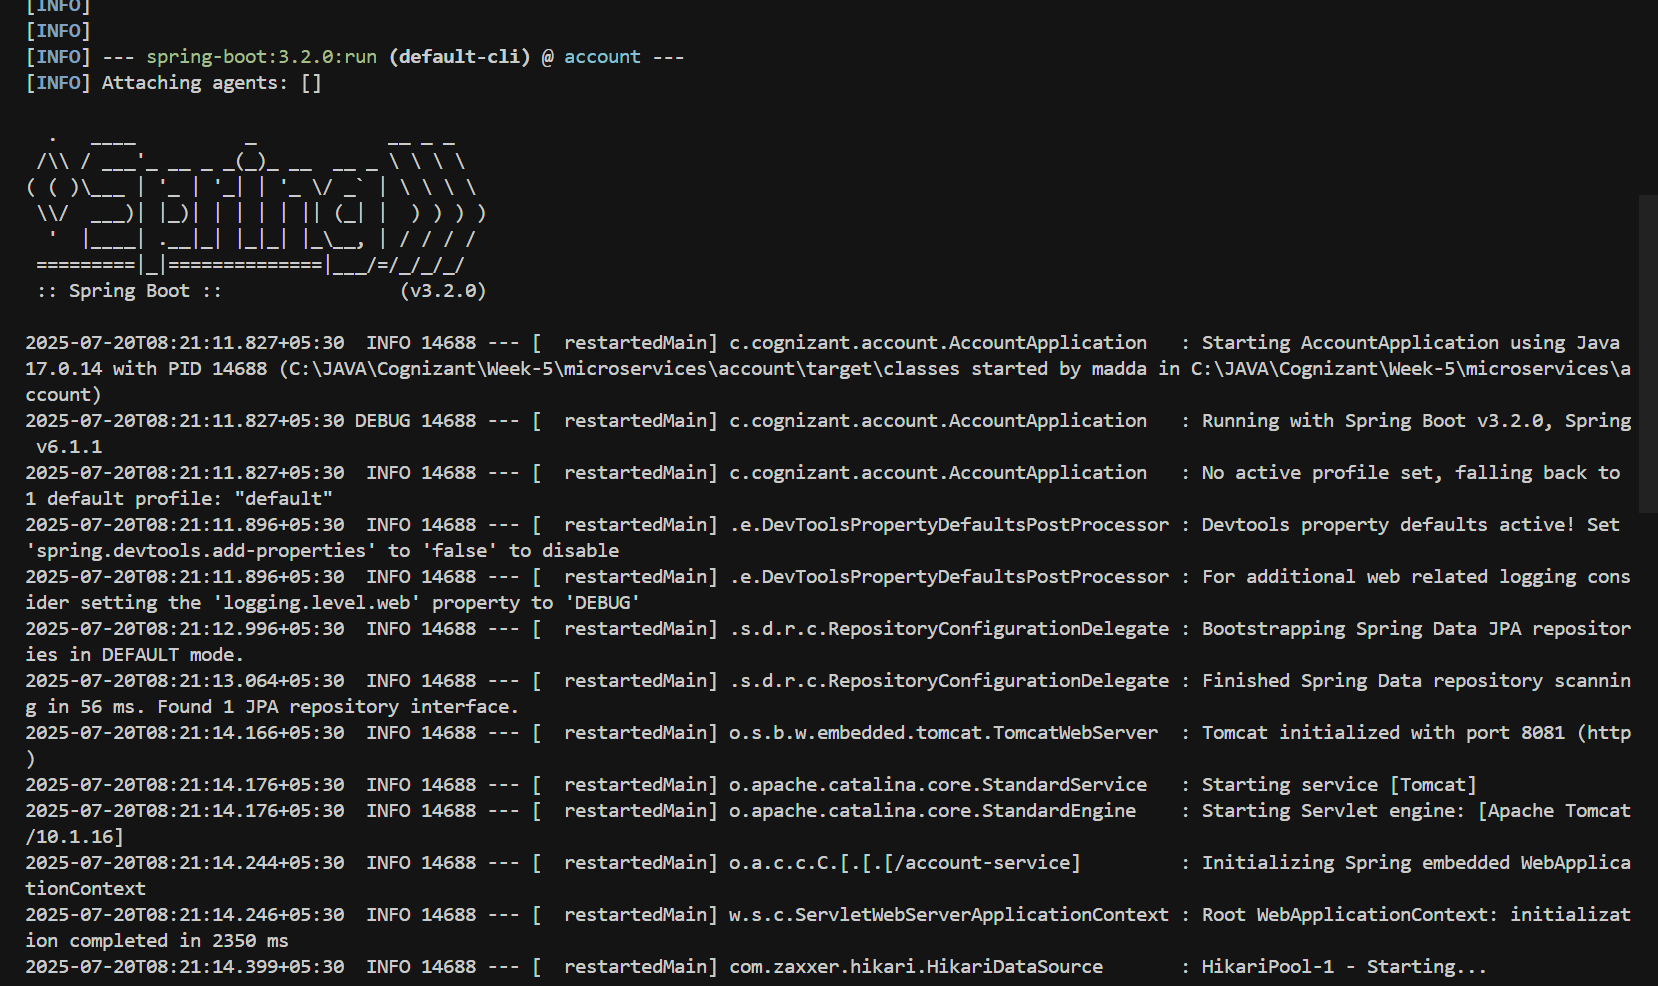 [INFO]
[INFO]
[INFO] --- spring-boot:3.2.0:run (default-cli) @ account ---
[INFO] Attaching agents: []
  .   ____          _            __ _ _
 /\\ / ___'_ __ _ _(_)_ __  __ _ \ \ \ \
( ( )\___ | '_ | '_| | '_ \/ _` | \ \ \ \
 \\/  ___)| |_)| | | | | || (_| |  ) ) ) )
  '  |____| .__|_| |_|_| |_\__, | / / / /
 =========|_|==============|___/=/_/_/_/
 :: Spring Boot ::                (v3.2.0)
2025-07-20T08:21:11.827+05:30  INFO 14688 --- [  restartedMain] c.cognizant.account.AccountApplication   : Starting AccountApplication using Java
17.0.14 with PID 14688 (C:\JAVA\Cognizant\Week-5\microservices\account\target\classes started by madda in C:\JAVA\Cognizant\Week-5\microservices\a
ccount)
2025-07-20T08:21:11.827+05:30 DEBUG 14688 --- [  restartedMain] c.cognizant.account.AccountApplication   : Running with Spring Boot v3.2.0, Spring
 v6.1.1
2025-07-20T08:21:11.827+05:30  INFO 14688 --- [  restartedMain] c.cognizant.account.AccountApplication   : No active profile set, falling back to
1 default profile: "default"
2025-07-20T08:21:11.896+05:30  INFO 14688 --- [  restartedMain] .e.DevToolsPropertyDefaultsPostProcessor : Devtools property defaults active! Set
'spring.devtools.add-properties' to 'false' to disable
2025-07-20T08:21:11.896+05:30  INFO 14688 --- [  restartedMain] .e.DevToolsPropertyDefaultsPostProcessor : For additional web related logging cons
ider setting the 'logging.level.web' property to 'DEBUG'
2025-07-20T08:21:12.996+05:30  INFO 14688 --- [  restartedMain] .s.d.r.c.RepositoryConfigurationDelegate : Bootstrapping Spring Data JPA repositor
ies in DEFAULT mode.
2025-07-20T08:21:13.064+05:30  INFO 14688 --- [  restartedMain] .s.d.r.c.RepositoryConfigurationDelegate : Finished Spring Data repository scannin
g in 56 ms. Found 1 JPA repository interface.
2025-07-20T08:21:14.166+05:30  INFO 14688 --- [  restartedMain] o.s.b.w.embedded.tomcat.TomcatWebServer  : Tomcat initialized with port 8081 (http
)
2025-07-20T08:21:14.176+05:30  INFO 14688 --- [  restartedMain] o.apache.catalina.core.StandardService   : Starting service [Tomcat]
2025-07-20T08:21:14.176+05:30  INFO 14688 --- [  restartedMain] o.apache.catalina.core.StandardEngine    : Starting Servlet engine: [Apache Tomcat
/10.1.16]
2025-07-20T08:21:14.244+05:30  INFO 14688 --- [  restartedMain] o.a.c.c.C.[.[.[/account-service]         : Initializing Spring embedded WebApplica
tionContext
2025-07-20T08:21:14.246+05:30  INFO 14688 --- [  restartedMain] w.s.c.ServletWebServerApplicationContext : Root WebApplicationContext: initializat
ion completed in 2350 ms
2025-07-20T08:21:14.399+05:30  INFO 14688 --- [  restartedMain] com.zaxxer.hikari.HikariDataSource       : HikariPool-1 - Starting...